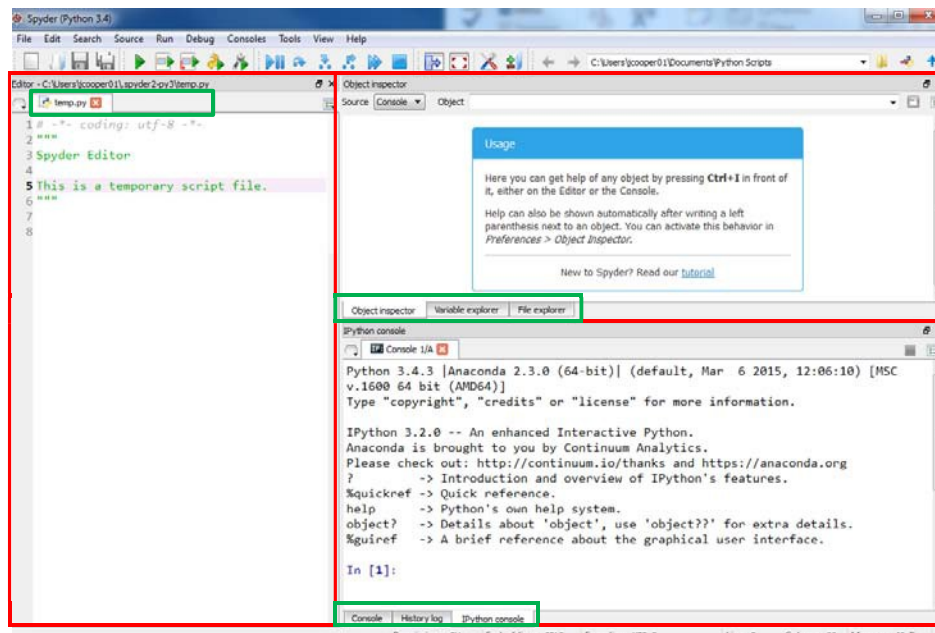 Spyder (Python 3.4)
File Edit Search Source Run Debug Consoles Tools View Help
C:\Users\jcooper01\Documents\Python Scripts
Editor - C:\Users\jcooper01\.spyder2-py3\temp.py
temp.py
1 # -*- coding: utf-8 -*-
2 """
3 Spyder Editor
4
5 This is a temporary script file.
6 """
7
8
Object inspector
Source Console Object
Usage
Here you can get help of any object by pressing Ctrl+I in front of
it, either on the Editor or the Console.
Help can also be shown automatically after writing a left
parenthesis next to an object. You can activate this behavior in
Preferences > Object Inspector.
New to Spyder? Read our tutorial
Object inspector Variable explorer File explorer
IPython console
Console 1/A
Python 3.4.3 |Anaconda 2.3.0 (64-bit)| (default, Mar  6 2015, 12:06:10) [MSC
v.1600 64 bit (AMD64)]
Type "copyright", "credits" or "license" for more information.
IPython 3.2.0 -- An enhanced Interactive Python.
Anaconda is brought to you by Continuum Analytics.
Please check out: http://continuum.io/thanks and https://anaconda.org
?         -> Introduction and overview of IPython's features.
%quickref -> Quick reference.
help      -> Python's own help system.
object?   -> Details about 'object', use 'object??' for extra details.
%guiref   -> A brief reference about the graphical user interface.
In [1]:
Console History log IPython console